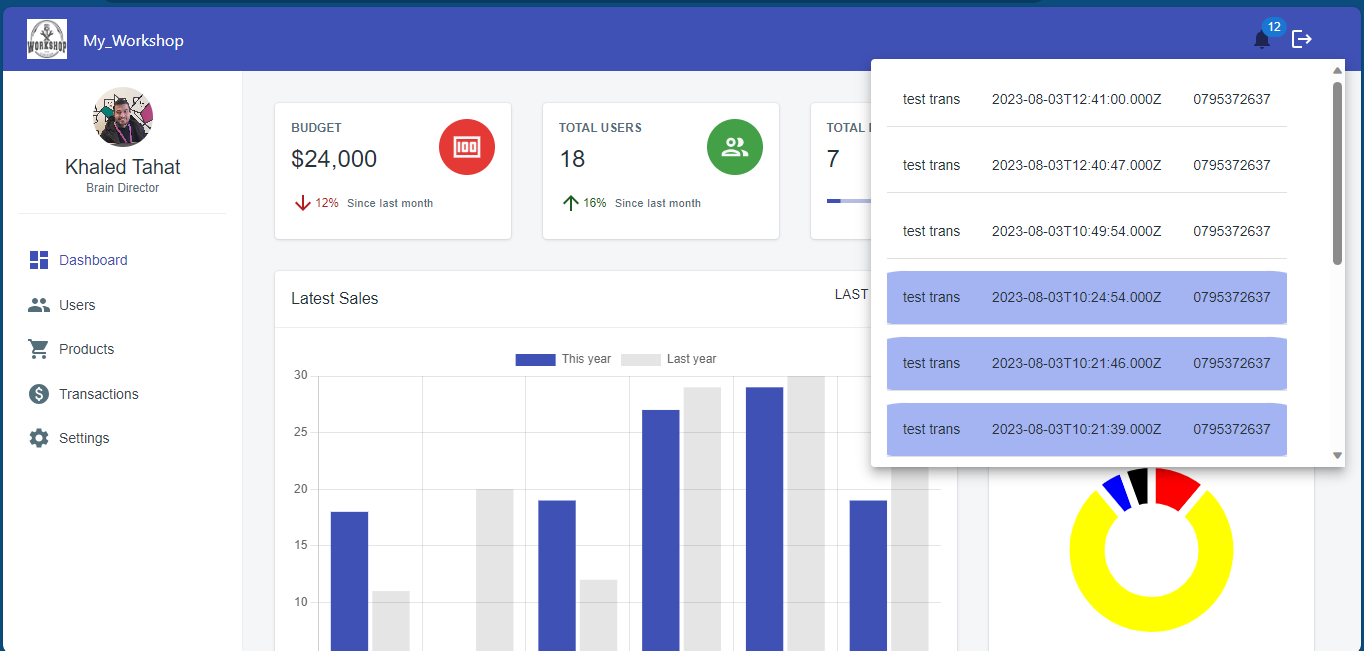 WORKSHOP
My_Workshop
12
Khaled Tahat
Brain Director
Dashboard
Users
Products
Transactions
Settings
BUDGET
$24,000
12% Since last month
TOTAL USERS
18
16% Since last month
TOTAL
7
test trans 2023-08-03T12:41:00.000Z 0795372637
test trans 2023-08-03T12:40:47.000Z 0795372637
test trans 2023-08-03T10:49:54.000Z 0795372637
test trans 2023-08-03T10:24:54.000Z 0795372637
test trans 2023-08-03T10:21:46.000Z 0795372637
test trans 2023-08-03T10:21:39.000Z 0795372637
Latest Sales
LAST
This year Last year
30
25
20
15
10